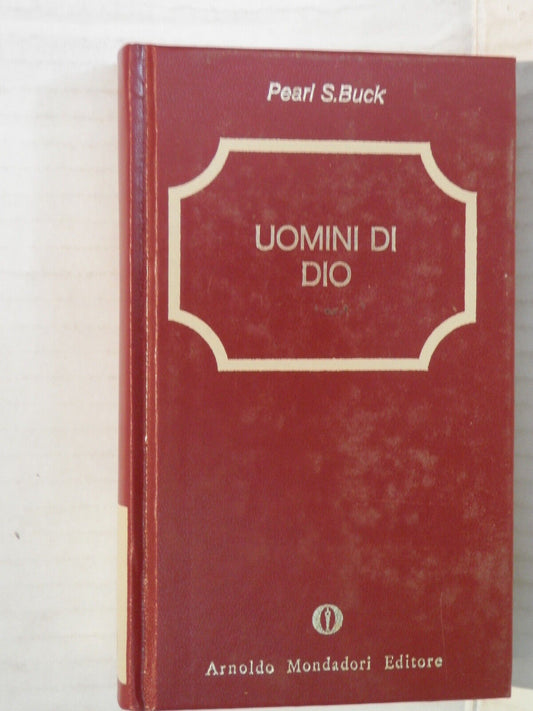 Pearl S.Buck
UOMINI DI
DIO
Arnoldo Mondadori Editore